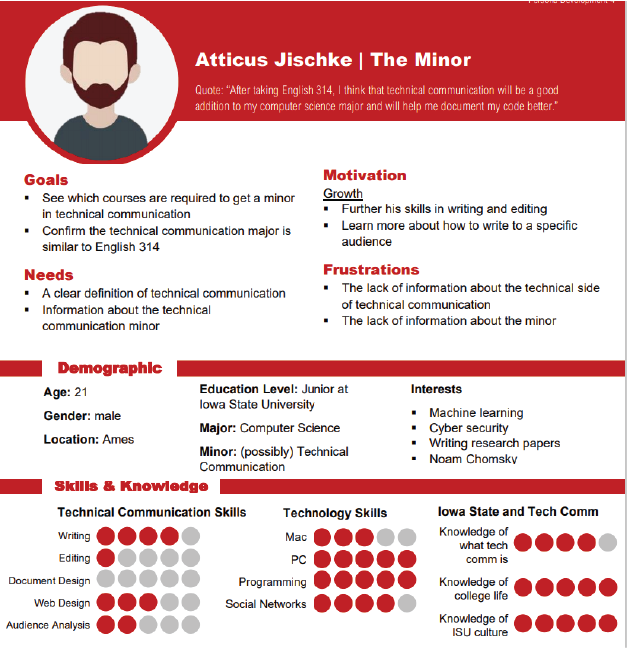 Persona Development 4
Atticus Jischke | The Minor
Quote: “After taking English 314, I think that technical communication will be a good
addition to my computer science major and will help me document my code better.”
Goals
▪ See which courses are required to get a minor
in technical communication
▪ Confirm the technical communication major is
similar to English 314
Needs
▪ A clear definition of technical communication
▪ Information about the technical
communication minor
Motivation
Growth
▪ Further his skills in writing and editing
▪ Learn more about how to write to a specific
audience
Frustrations
▪ The lack of information about the technical side
of technical communication
▪ The lack of information about the minor
Demographic
Age: 21
Gender: male
Location: Ames
Education Level: Junior at
Iowa State University
Major: Computer Science
Minor: (possibly) Technical
Communication
Interests
▪ Machine learning
▪ Cyber security
▪ Writing research papers
▪ Noam Chomsky
Skills & Knowledge
Technical Communication Skills
Writing
Editing
Document Design
Web Design
Audience Analysis
Technology Skills
Mac
PC
Programming
Social Networks
Iowa State and Tech Comm
Knowledge of
what tech
comm is
Knowledge of
college life
Knowledge of
ISU culture